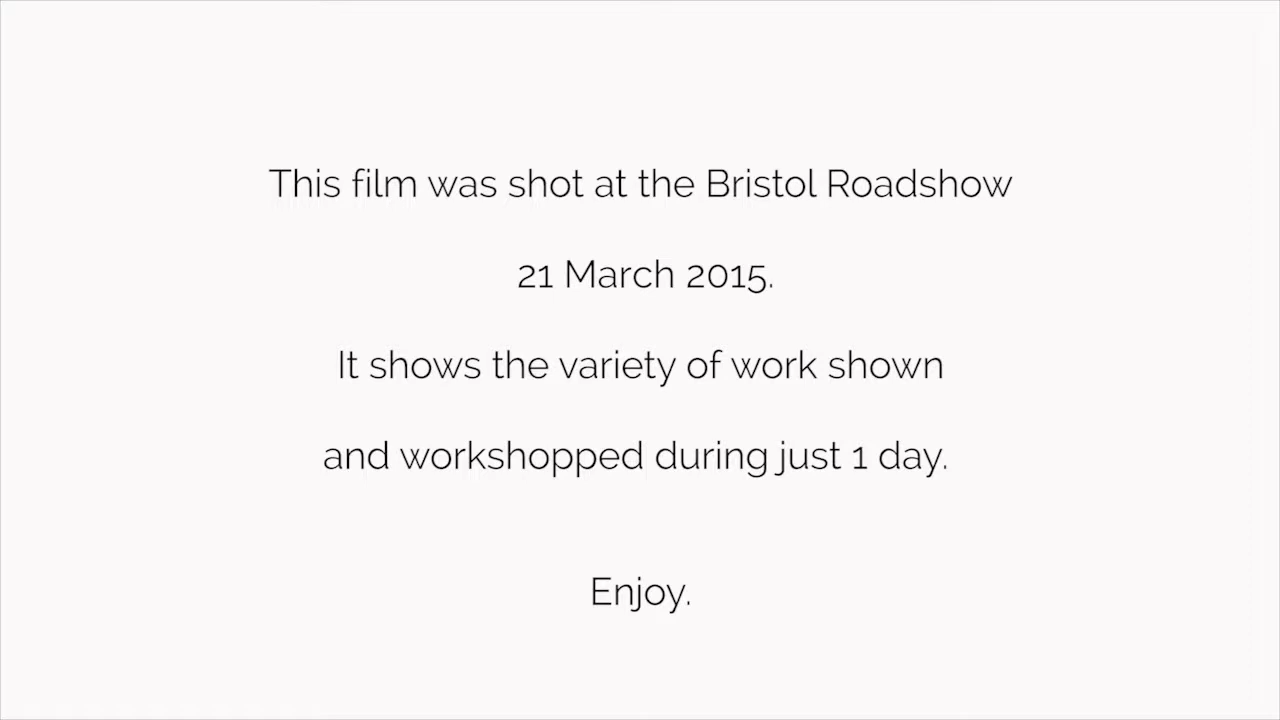 This film was shot at the Bristol Roadshow
21 March 2015.
It shows the variety of work shown
and workshopped during just 1 day.
Enjoy.